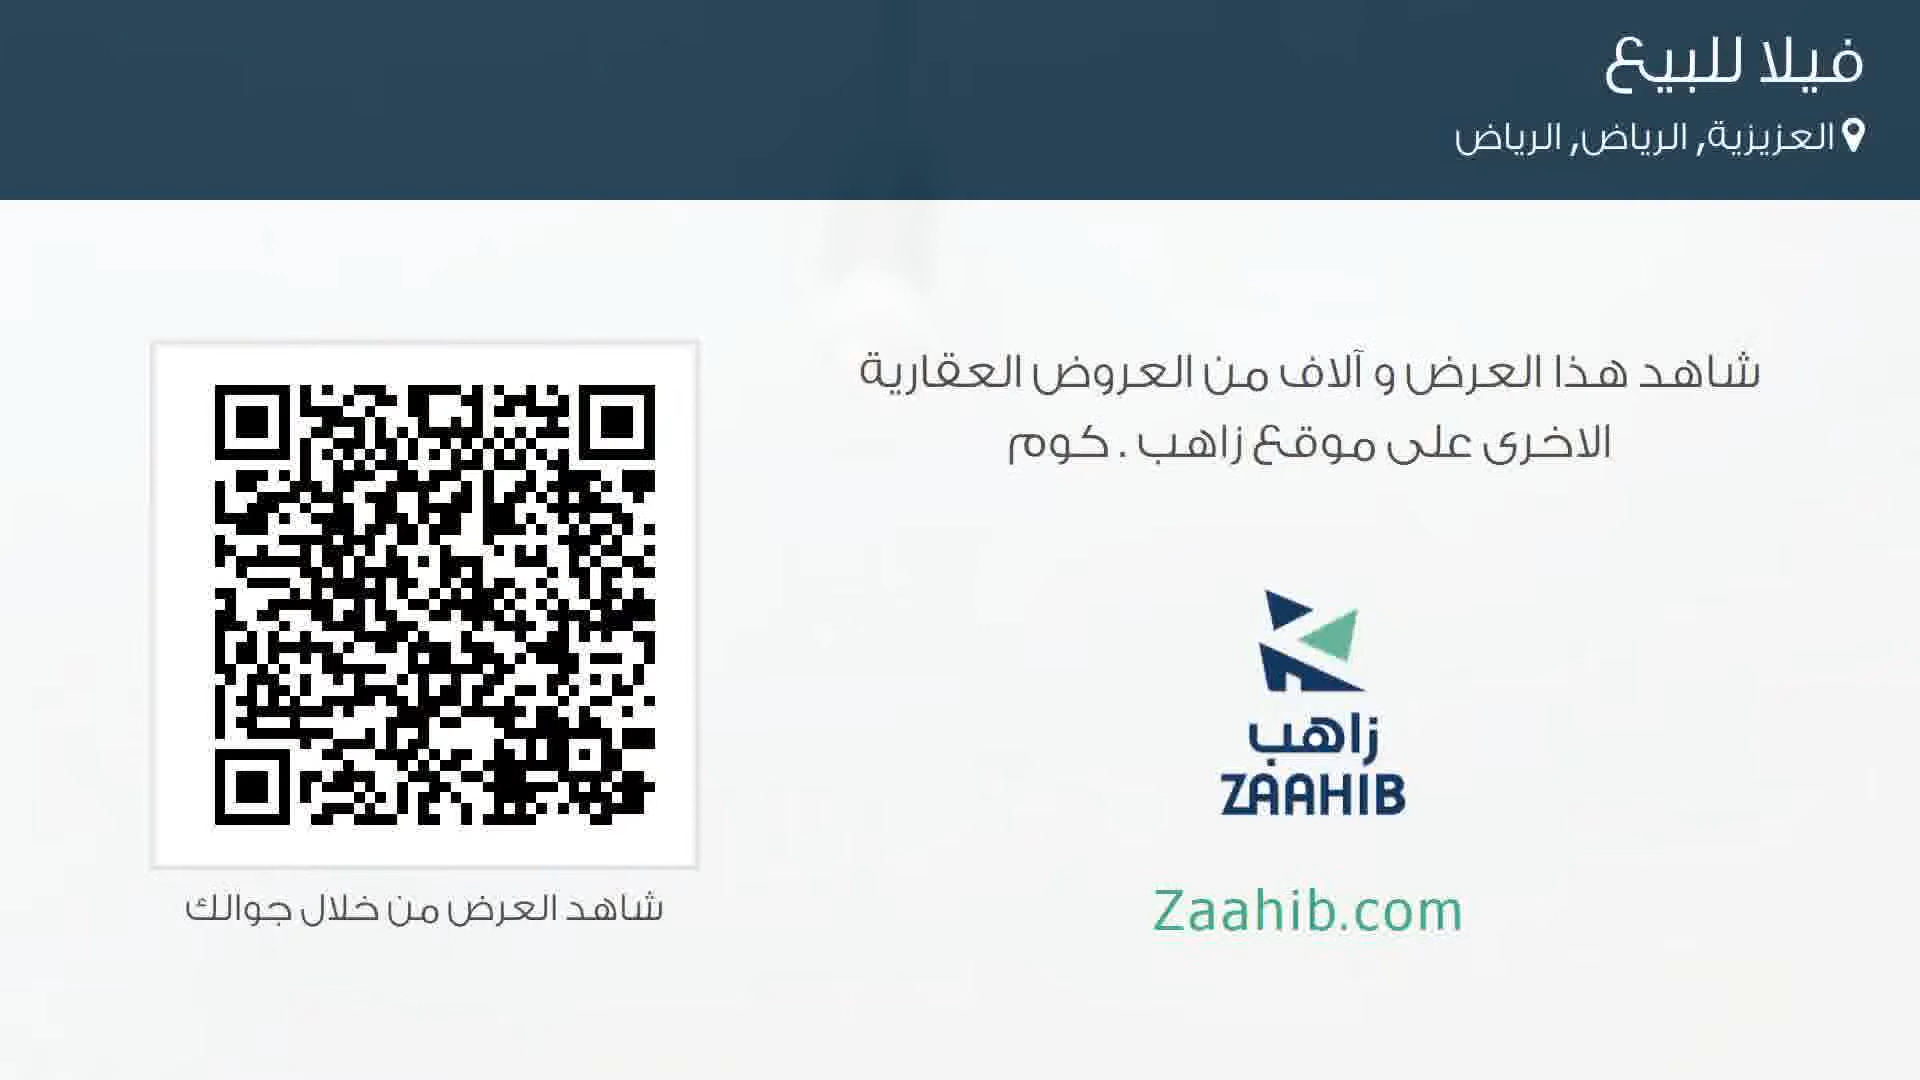 فيلا للبيع
العزيزية, الرياض, الرياض
شاهد هذا العرض و آلاف من العروض العقارية
الاخرى على موقع زاهب . كوم
زاهب
ZAAHIB
Zaahib.com
شاهد العرض من خلال جوالك